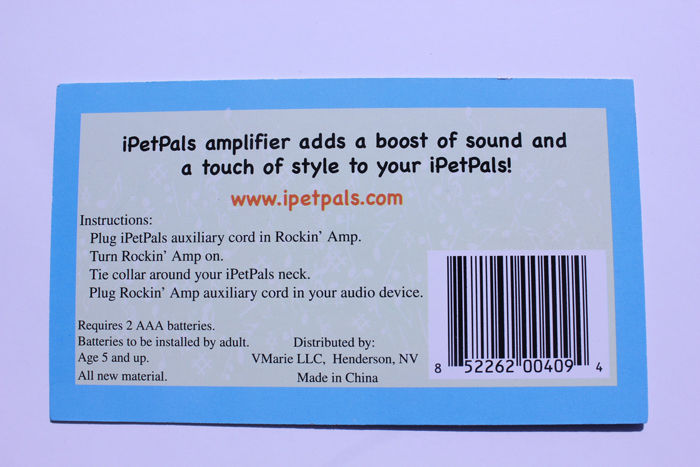 iPetPals amplifier adds a boost of sound and
a touch of style to your iPetPals!
www.ipetpals.com
Instructions:
Plug iPetPals auxiliary cord in Rockin' Amp.
Turn Rockin' Amp on.
Tie collar around your iPetPals neck.
Plug Rockin' Amp auxiliary cord in your audio device.
Requires 2 AAA batteries.
Batteries to be installed by adult.
Age 5 and up.
All new material.
Distributed by:
VMarie LLC, Henderson, NV
Made in China
8 52262 00409 4